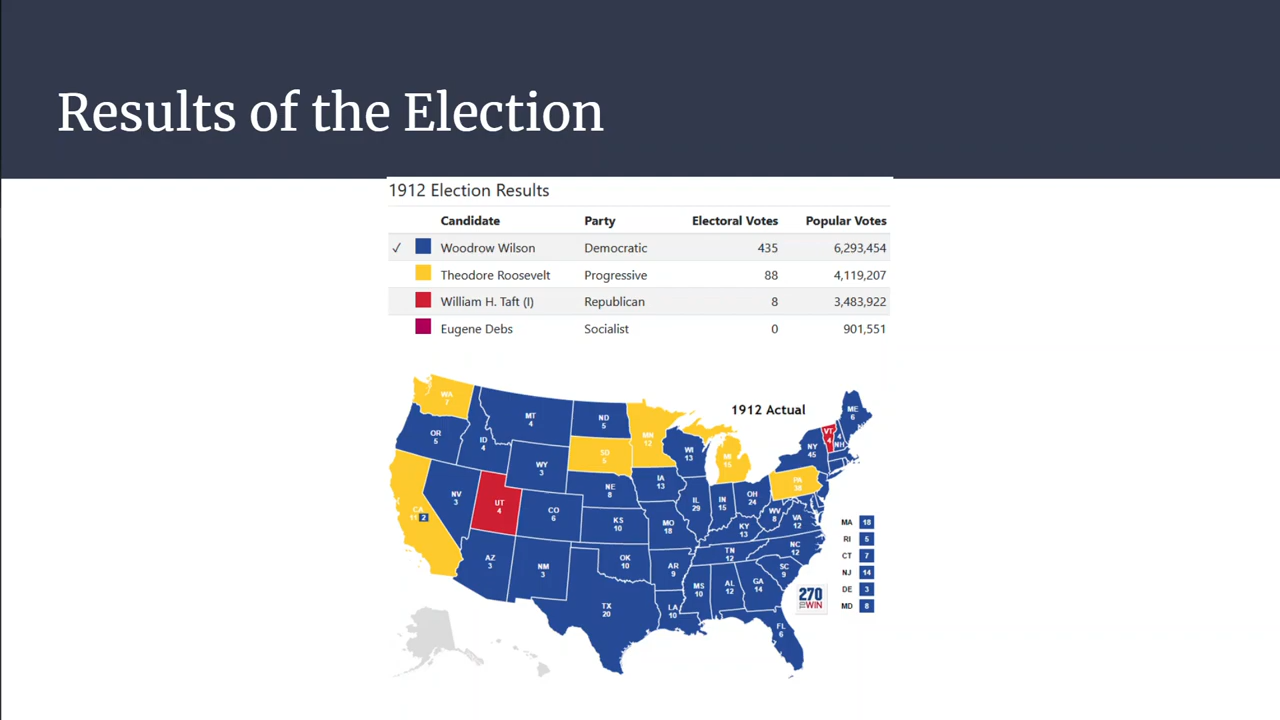 Results of the Election
1912 Election Results
Candidate Party Electoral Votes Popular Votes
✓ Woodrow Wilson Democratic 435 6,293,454
Theodore Roosevelt Progressive 88 4,119,207
William H. Taft (I) Republican 8 3,483,922
Eugene Debs Socialist 0 901,551
1912 Actual
WA
7
OR
5
CA
11 2
ID
4
NV
3
MT
4
WY
3
UT
4
AZ
3
CO
6
NM
3
ND
5
SD
5
NE
8
KS
10
OK
10
TX
20
MN
12
IA
13
MO
18
AR
9
LA
10
WI
13
IL
29
MI
15
IN
15
OH
24
KY
13
TN
12
MS
10
AL
12
GA
14
FL
6
SC
9
NC
12
VA
12
WV
8
PA
38
NY
45
VT
4
4
NH
ME
6
MA 18
RI 5
CT 7
NJ 14
DE 3
MD 8
270
TO WIN